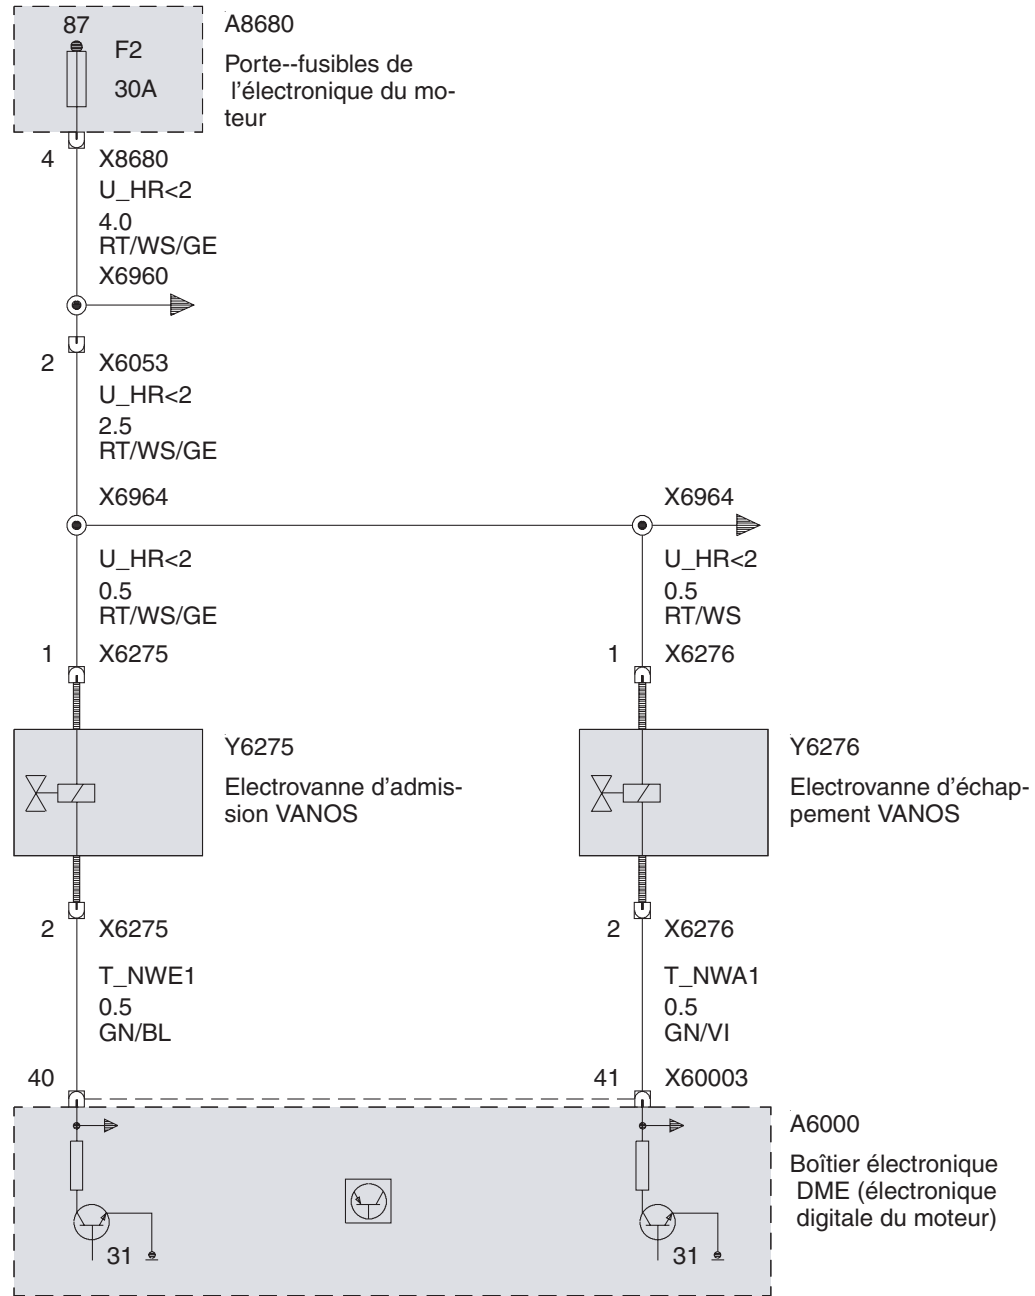 87
F2
30A
A8680
Porte--fusibles de
l'électronique du mo-
teur
4
X8680
U_HR<2
4.0
RT/WS/GE
X6960
2
X6053
U_HR<2
2.5
RT/WS/GE
X6964
X6964
U_HR<2
0.5
RT/WS/GE
U_HR<2
0.5
RT/WS
1
X6275
1
X6276
Y6275
Electrovanne d'admis-
sion VANOS
Y6276
Electrovanne d'échap-
pement VANOS
2
X6275
2
X6276
T_NWE1
0.5
GN/BL
T_NWA1
0.5
GN/VI
40
41
X60003
A6000
Boîtier électronique
DME (électronique
digitale du moteur)
31
31